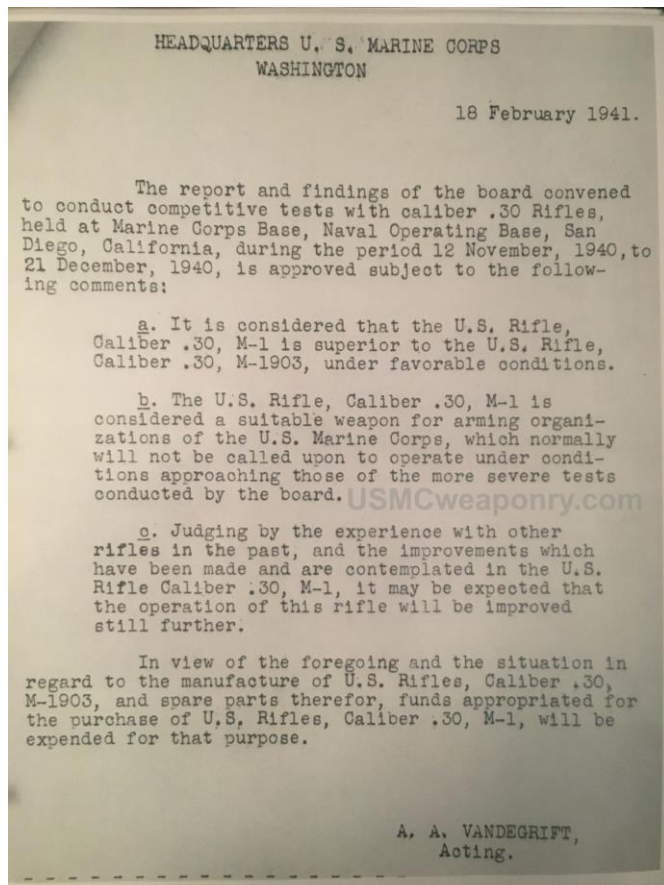 HEADQUARTERS U. S. MARINE CORPS
WASHINGTON
18 February 1941.
The report and findings of the board convened
to conduct competitive tests with caliber .30 Rifles,
held at Marine Corps Base, Naval Operating Base, San
Diego, California, during the period 12 November, 1940, to
21 December, 1940, is approved subject to the follow-
ing comments:
a. It is considered that the U.S. Rifle,
Caliber .30, M-1 is superior to the U.S. Rifle,
Caliber .30, M-1903, under favorable conditions.
b. The U.S. Rifle, Caliber .30, M-1 is
considered a suitable weapon for arming organi-
zations of the U.S. Marine Corps, which normally
will not be called upon to operate under condi-
tions approaching those of the more severe tests
conducted by the board.
USMCweaponry.com
c. Judging by the experience with other
rifles in the past, and the improvements which
have been made and are contemplated in the U.S.
Rifle Caliber .30, M-1, it may be expected that
the operation of this rifle will be improved
still further.
In view of the foregoing and the situation in
regard to the manufacture of U.S. Rifles, Caliber .30,
M-1903, and spare parts therefor, funds appropriated for
the purchase of U.S. Rifles, Caliber .30, M-1, will be
expended for that purpose.
A. A. VANDEGRIFT,
Acting.